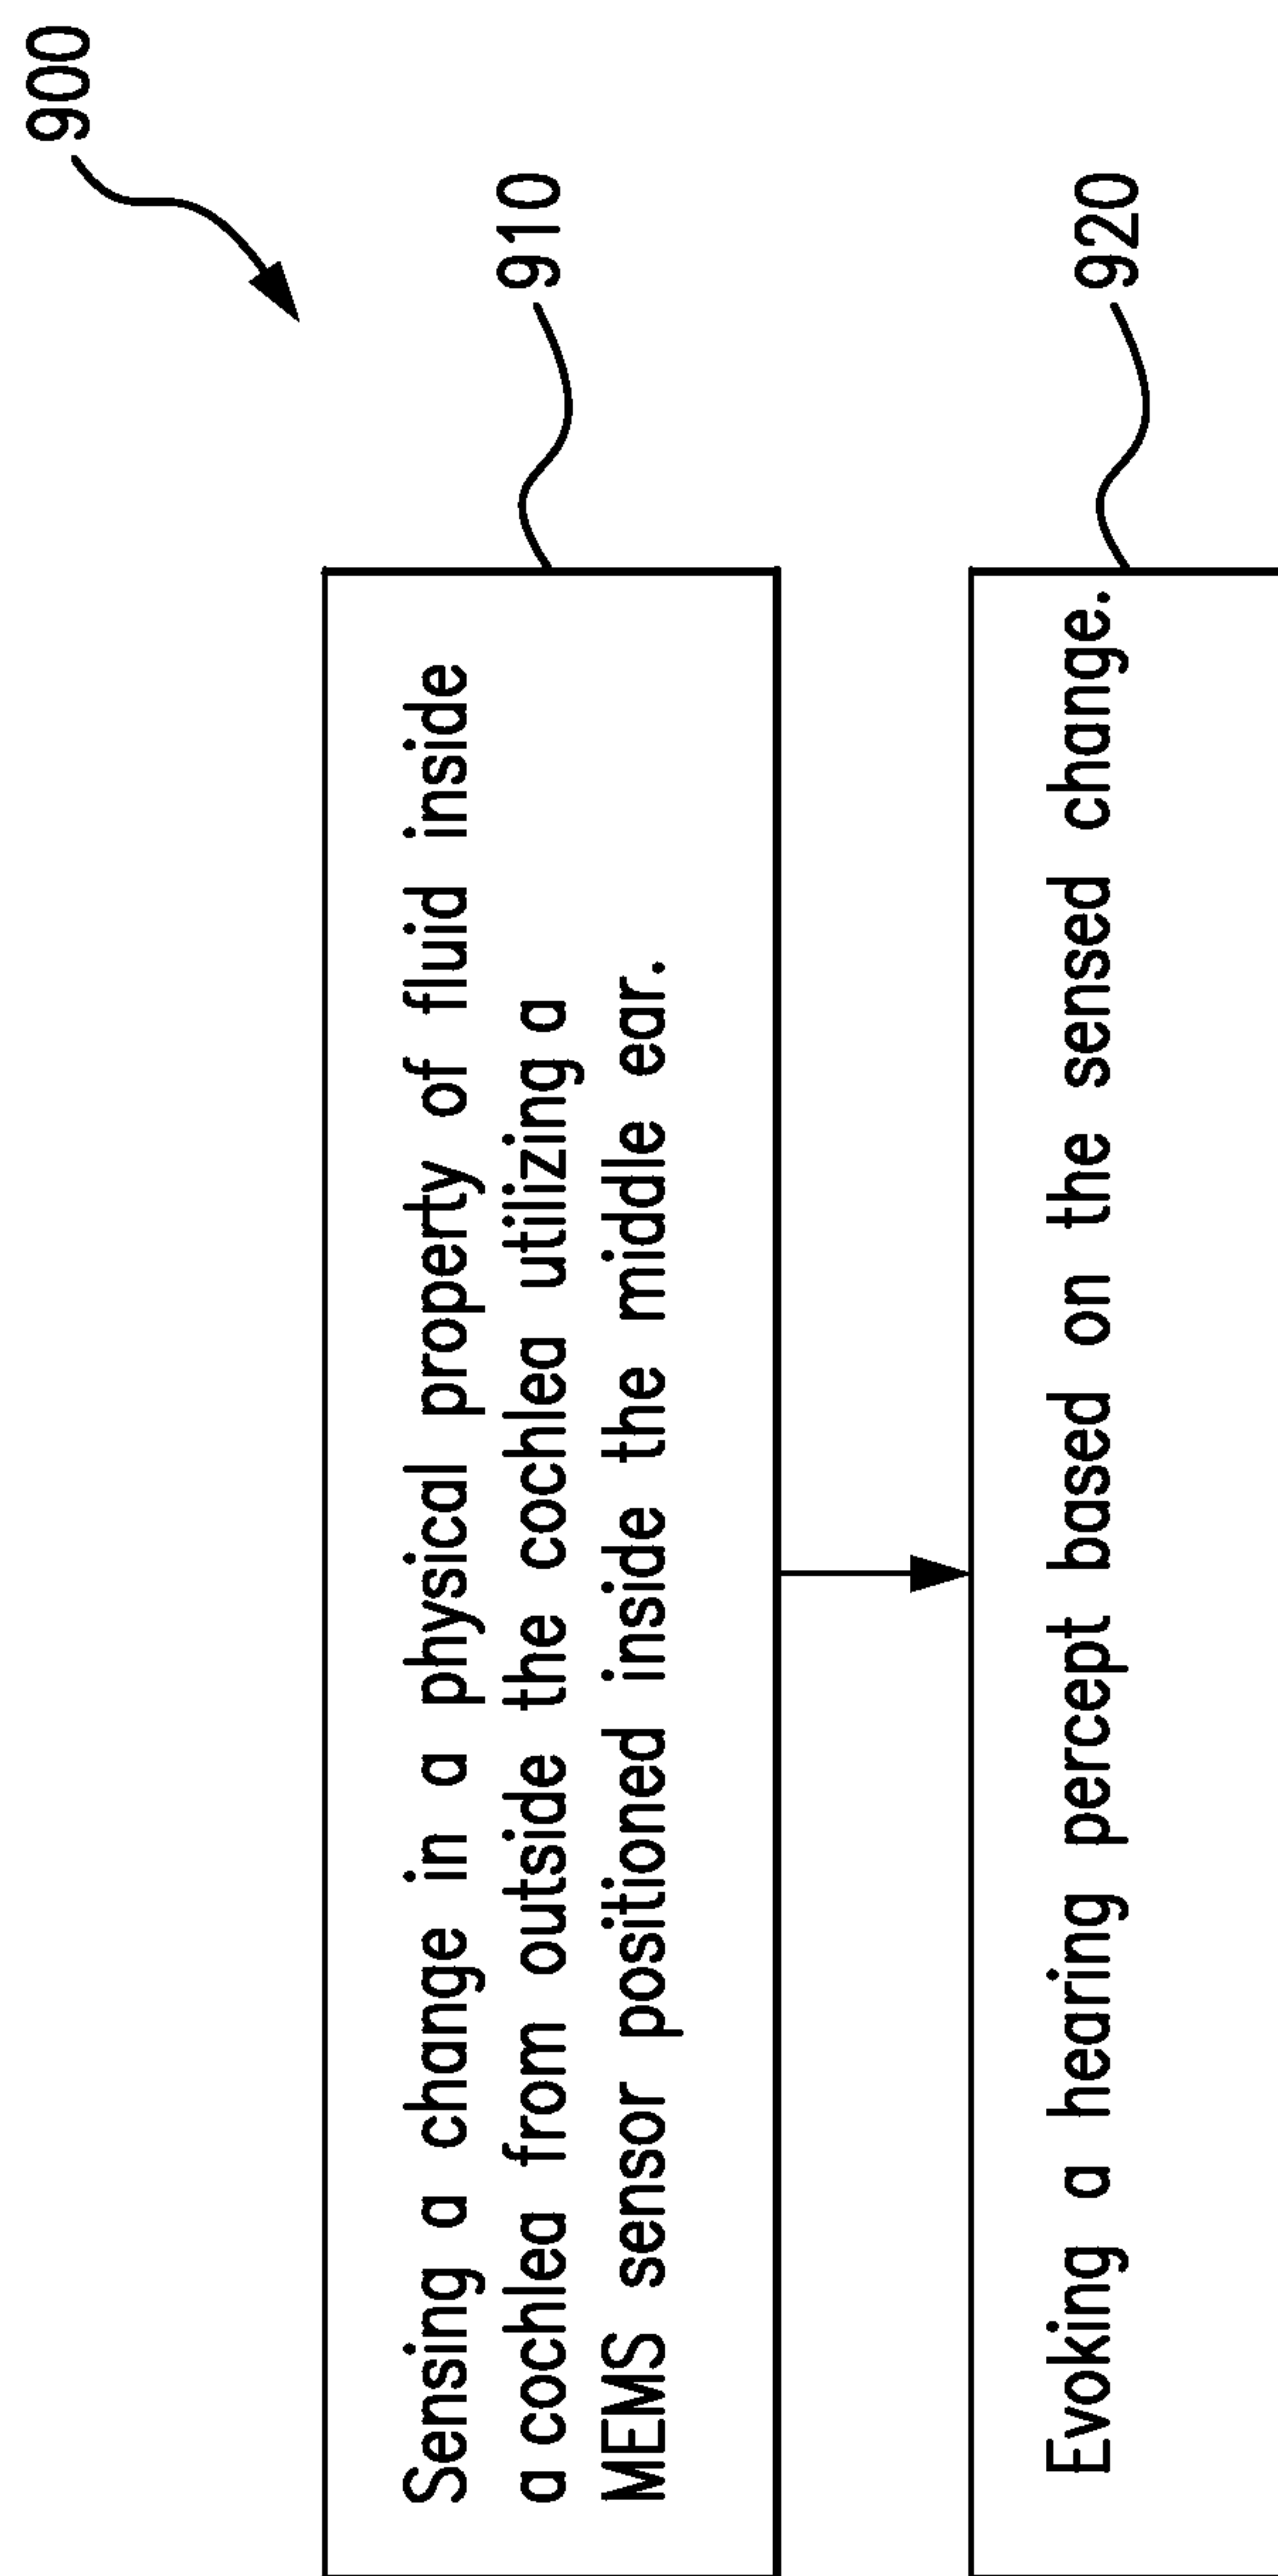 900
910
Sensing a change in a physical property of fluid inside
a cochlea from outside the cochlea utilizing a
MEMS sensor positioned inside the middle ear.
920
Evoking a hearing percept based on the sensed change.